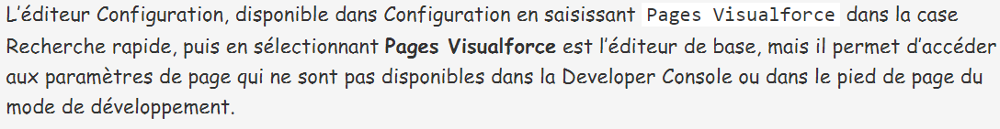 L’éditeur Configuration, disponible dans Configuration en saisissant Pages Visualforce dans la case
Recherche rapide, puis en sélectionnant Pages Visualforce est l’éditeur de base, mais il permet d’accéder
aux paramètres de page qui ne sont pas disponibles dans la Developer Console ou dans le pied de page du
mode de développement.